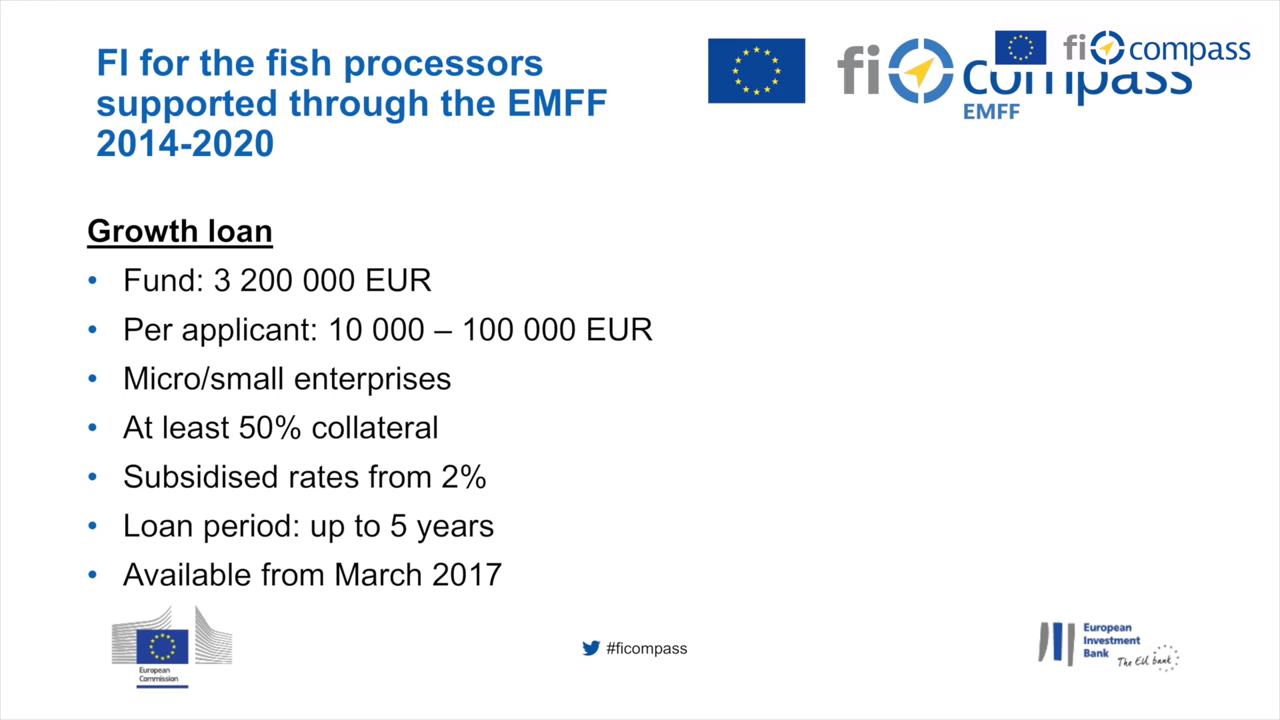 FI for the fish processors
supported through the EMFF
2014-2020
fi compass
EMFF
fi compass
Growth loan
• Fund: 3 200 000 EUR
• Per applicant: 10 000 – 100 000 EUR
• Micro/small enterprises
• At least 50% collateral
• Subsidised rates from 2%
• Loan period: up to 5 years
• Available from March 2017
European
Commission
#ficompass
European
Investment
Bank
The EU bank